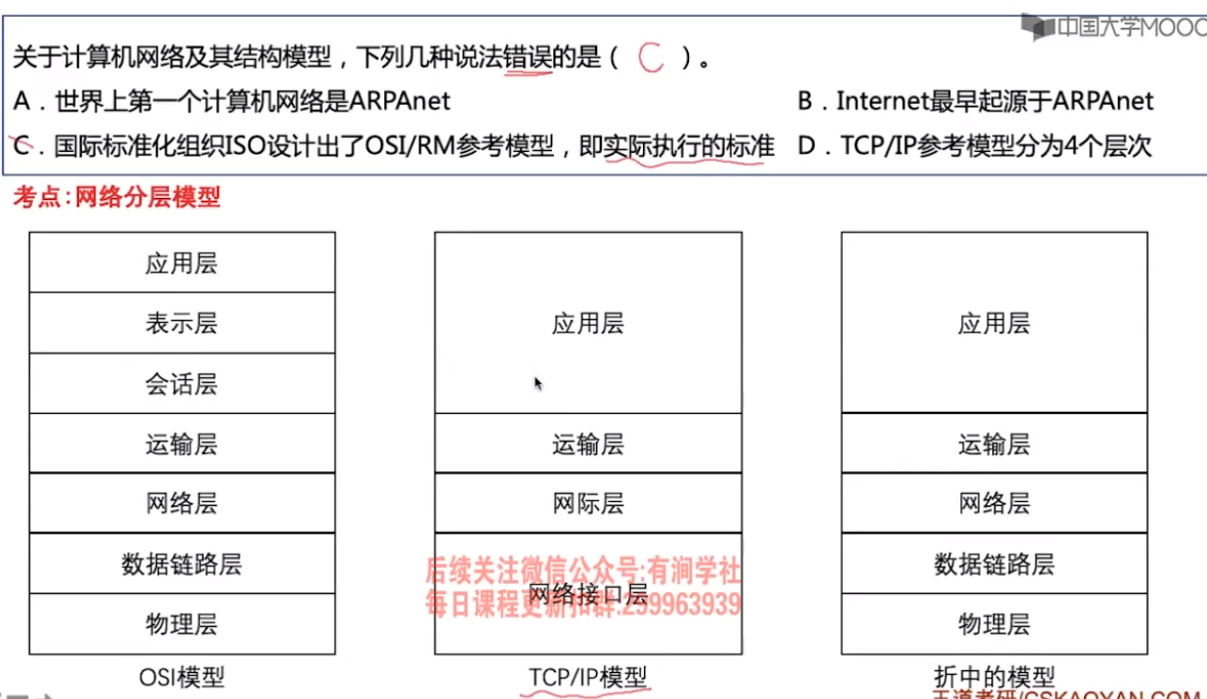 中国大学MOOC
关于计算机网络及其结构模型，下列几种说法错误的是（ C ）。
A．世界上第一个计算机网络是ARPAnet B．Internet最早起源于ARPAnet
C．国际标准化组织ISO设计出了OSI/RM参考模型，即实际执行的标准 D．TCP/IP参考模型分为4个层次
考点:网络分层模型
应用层
表示层
会话层
运输层
网络层
数据链路层
物理层
OSI模型
应用层
运输层
网际层
网络接口层
TCP/IP模型
后续关注微信公众号:有涧学社
每日课程更新扣群:259963939
应用层
运输层
网络层
数据链路层
物理层
折中的模型
王道考研/CSKAOYAN.COM